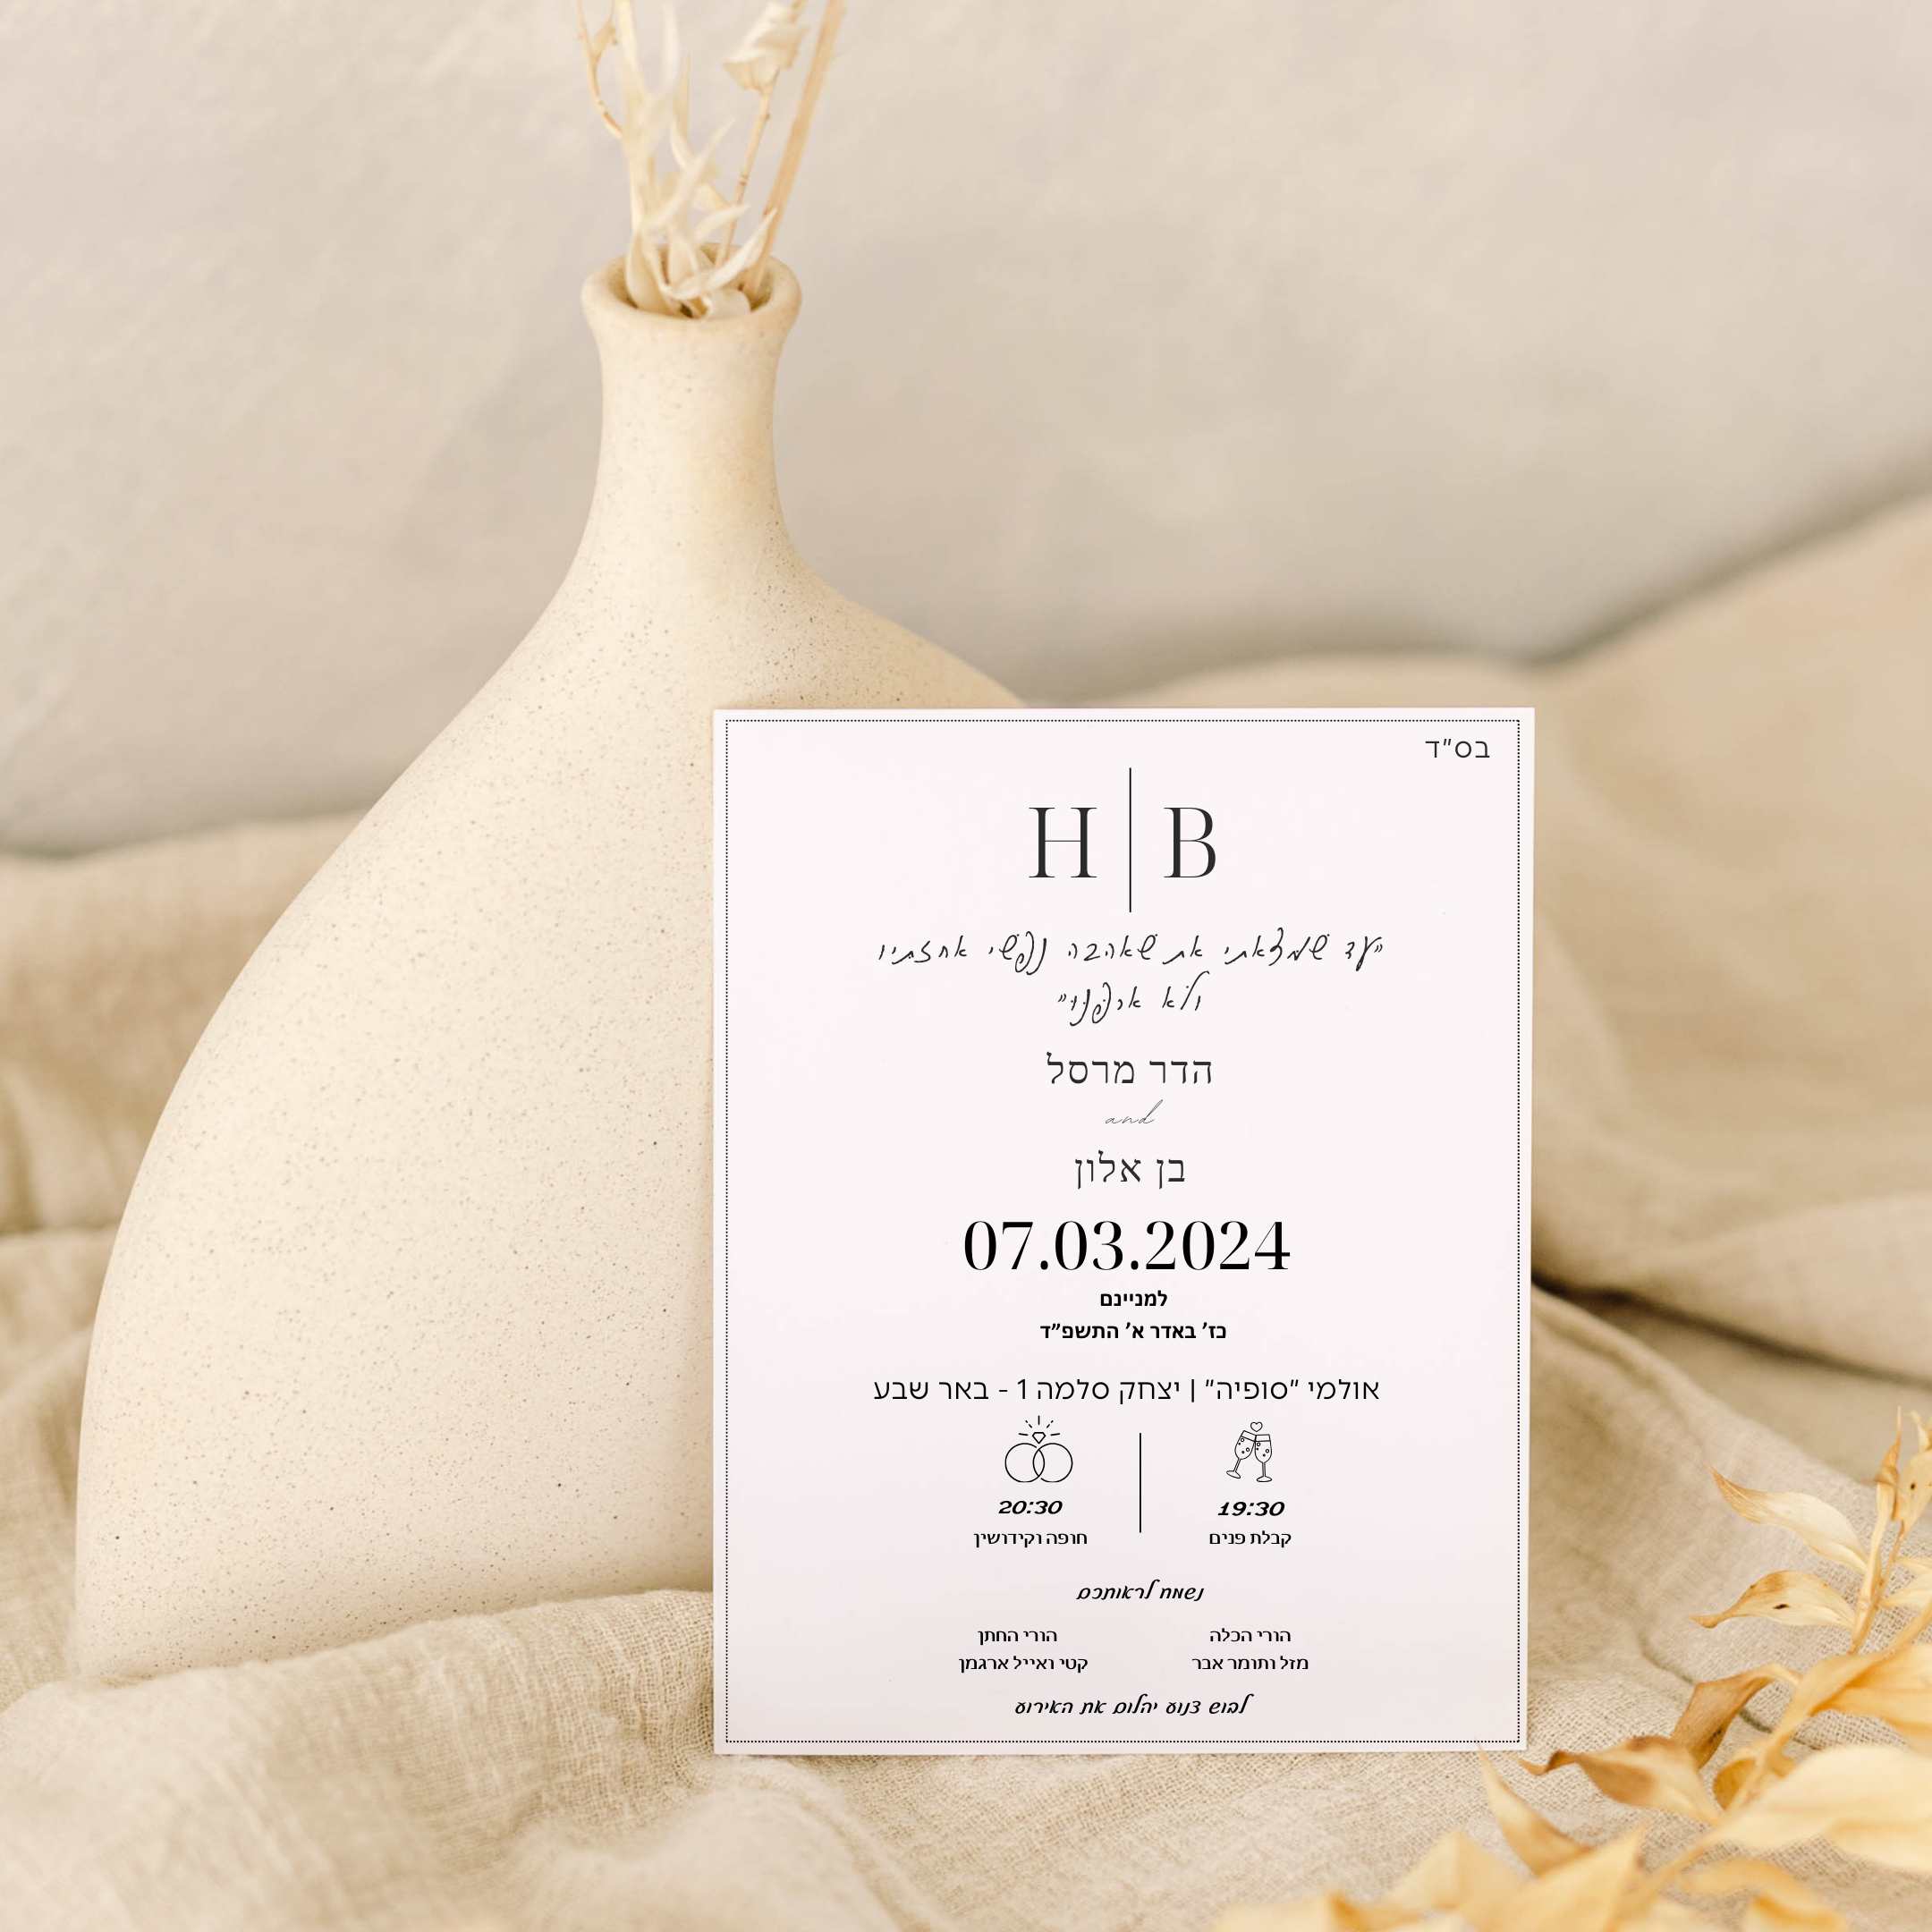 בס"ד
H | B
"עד שמצאתי את שאהבה נפשי אחזתיו
ולא ארפנו"
הדר מרסל
and
בן אלון
07.03.2024
למניינם
כז' באדר א' התשפ"ד
אולמי "סופיה" | יצחק סלמה 1 - באר שבע
19:30 20:30
קבלת פנים חופה וקידושין
נשמח לראותכם
הורי הכלה הורי החתן
מזל ותומר אבר קטי ואייל ארגמן
לבוש צנוע יהלום את האירוע